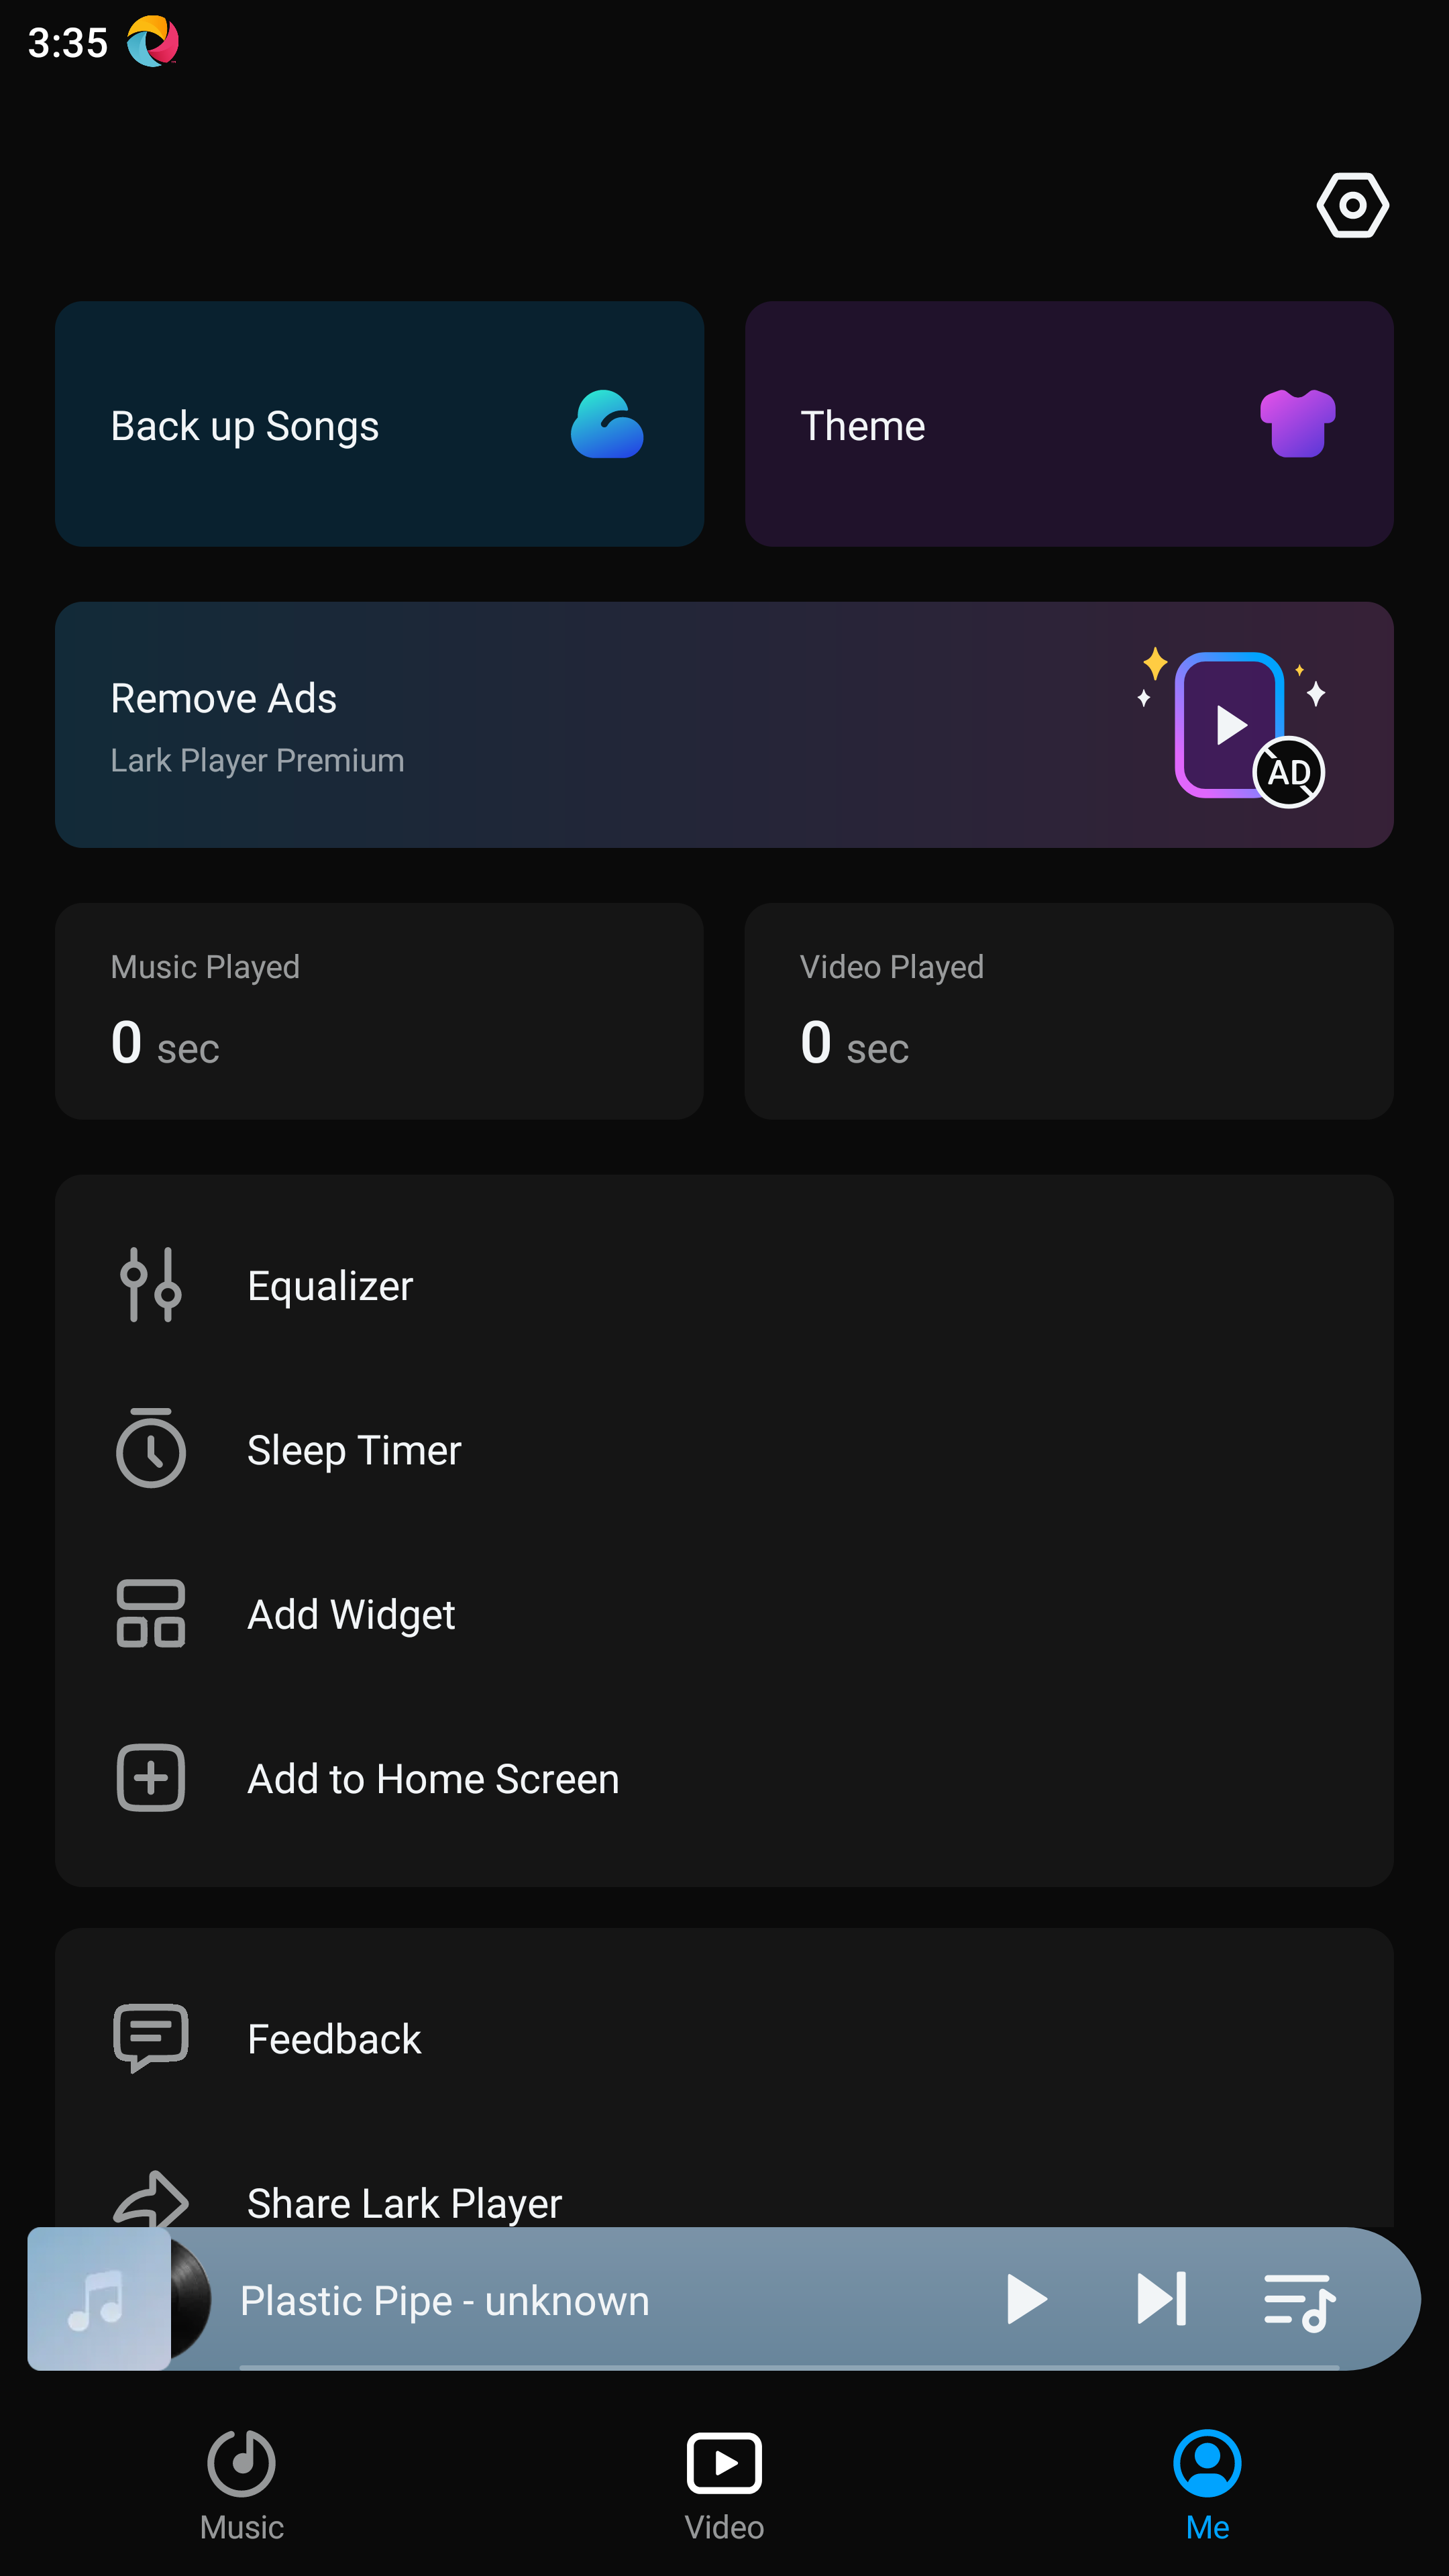 3:35
Back up Songs
Theme
Remove Ads
Lark Player Premium
AD
Music Played
0 sec
Video Played
0 sec
Equalizer
Sleep Timer
Add Widget
Add to Home Screen
Feedback
Share Lark Player
Plastic Pipe - unknown
Music
Video
Me